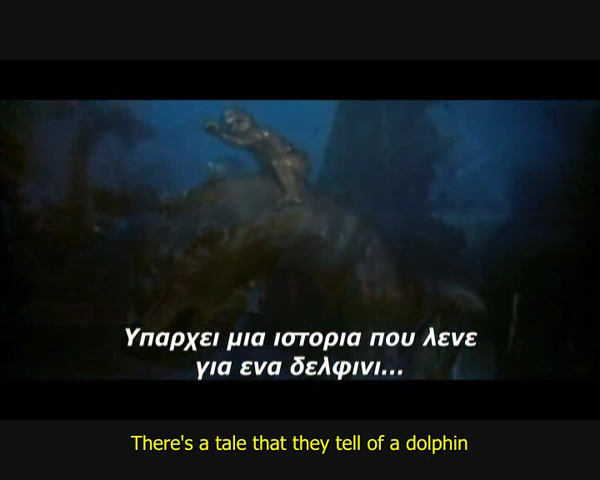 Υπαρχει μια ιστορια που λενε
για ενα δελφινι...
There's a tale that they tell of a dolphin